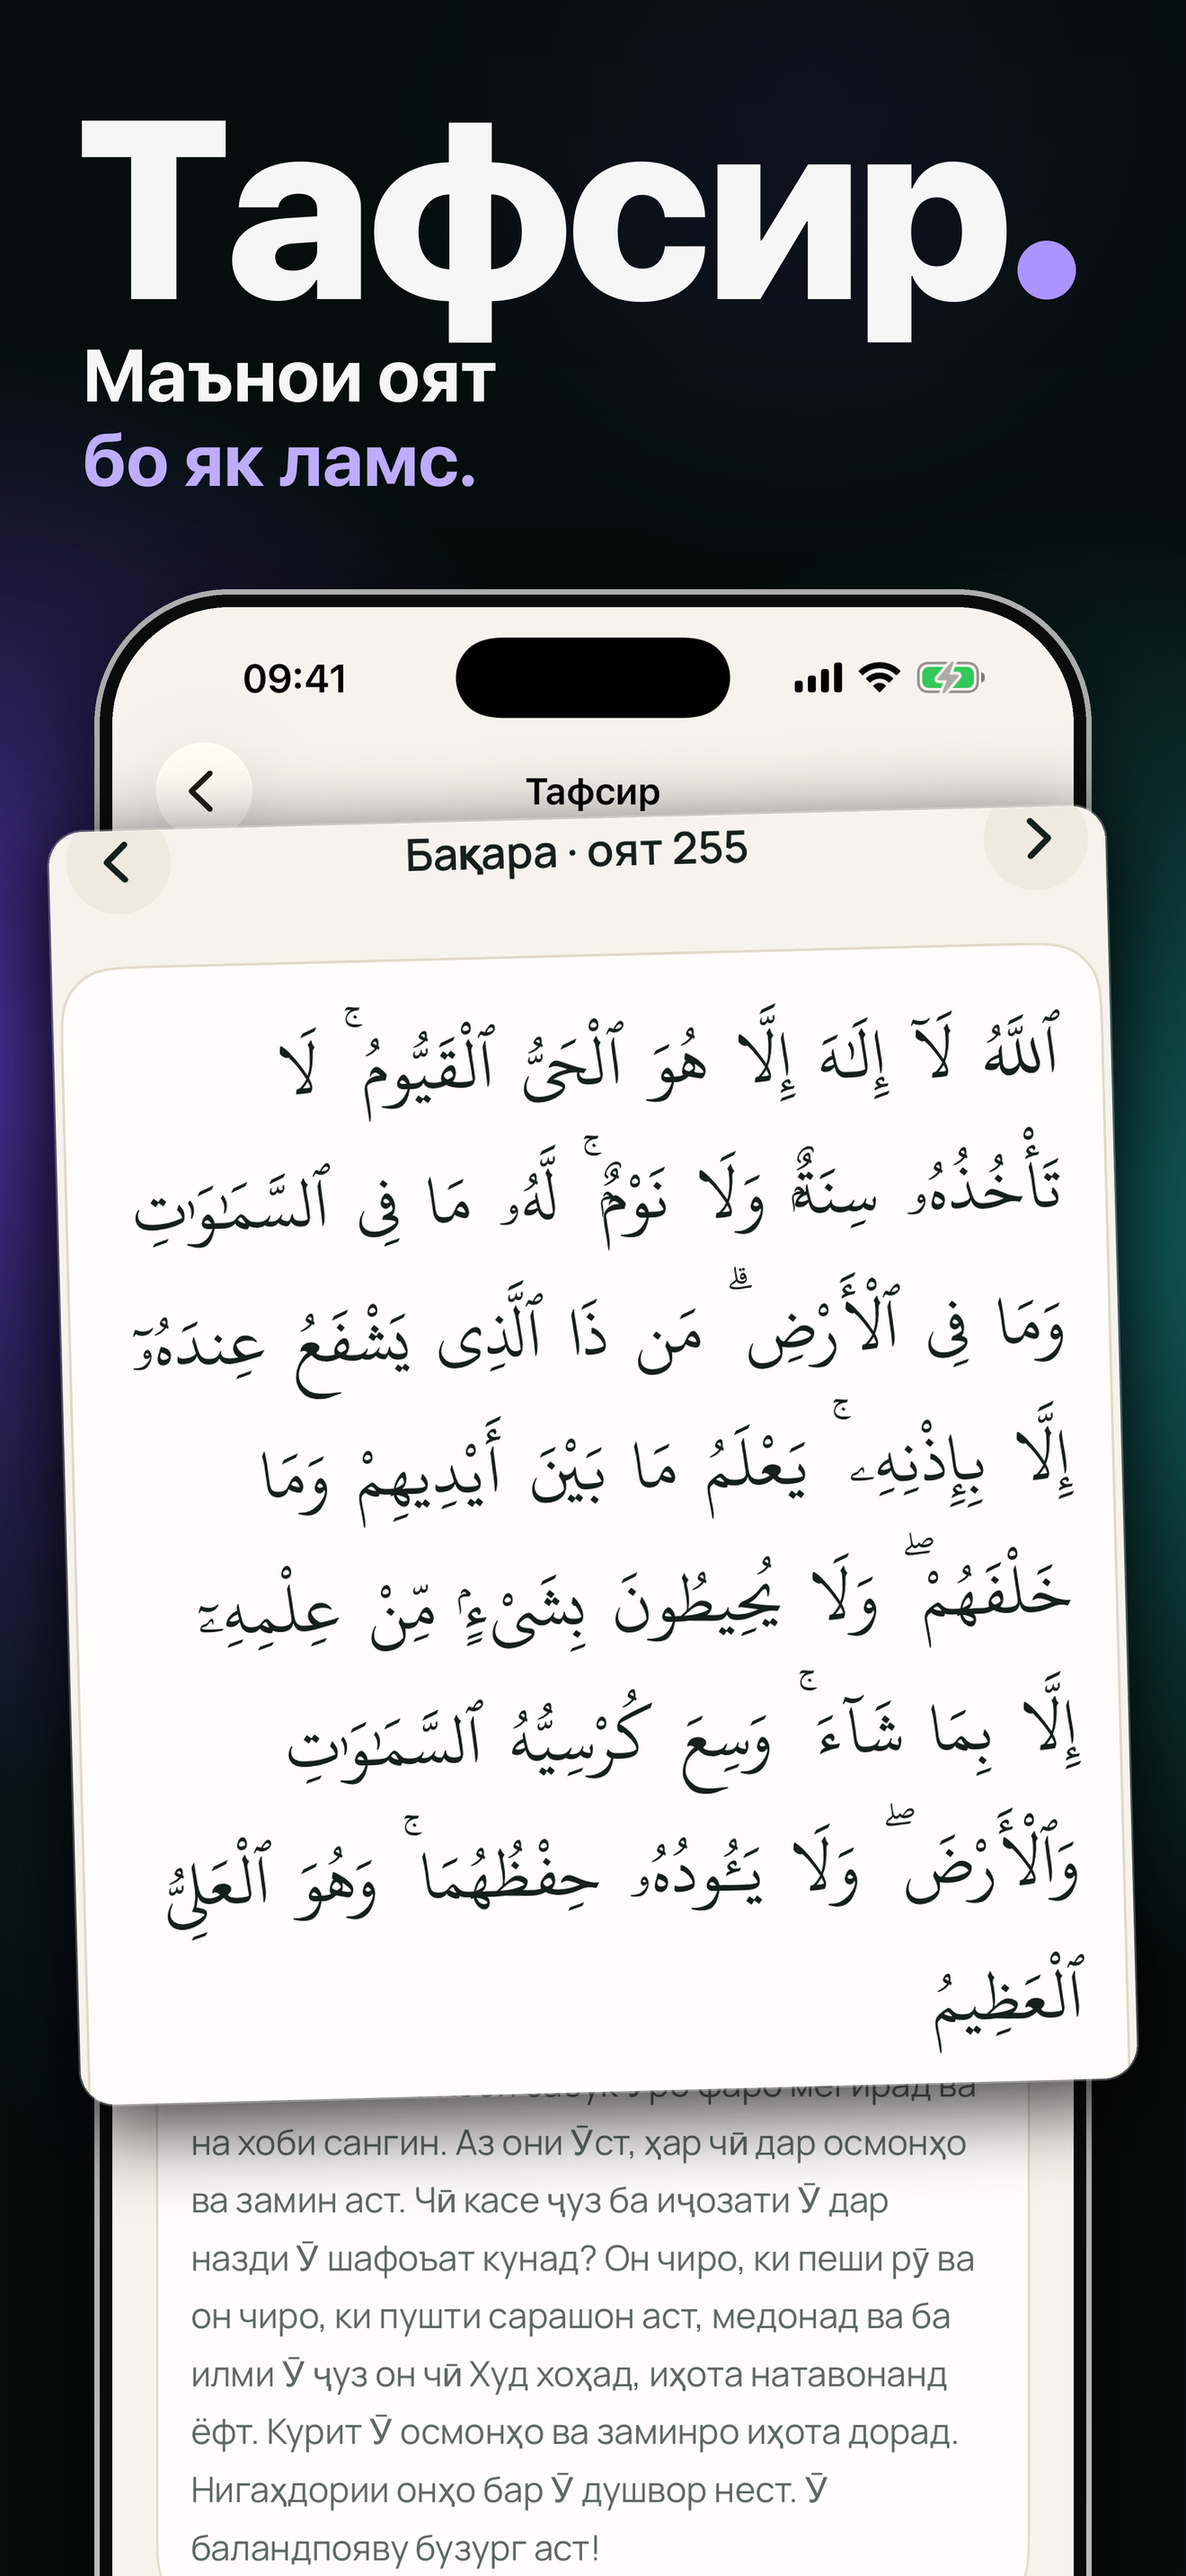 Тафсир.
Маънои оят
бо як ламс.
09:41
Тафсир
Бақара · оят 255
ٱللَّهُ لَآ إِلَـٰهَ إِلَّا هُوَ ٱلْحَىُّ ٱلْقَيُّومُ ۚ لَا
تَأْخُذُهُۥ سِنَةٌۭ وَلَا نَوْمٌۭ ۚ لَّهُۥ مَا فِى ٱلسَّمَـٰوَٰتِ
وَمَا فِى ٱلْأَرْضِ ۗ مَن ذَا ٱلَّذِى يَشْفَعُ عِندَهُۥٓ
إِلَّا بِإِذْنِهِۦ ۚ يَعْلَمُ مَا بَيْنَ أَيْدِيهِمْ وَمَا
خَلْفَهُمْ ۖ وَلَا يُحِيطُونَ بِشَىْءٍۢ مِّنْ عِلْمِهِۦٓ
إِلَّا بِمَا شَآءَ ۚ وَسِعَ كُرْسِيُّهُ ٱلسَّمَـٰوَٰتِ
وَٱلْأَرْضَ ۖ وَلَا يَـُٔودُهُۥ حِفْظُهُمَا ۚ وَهُوَ ٱلْعَلِىُّ
ٱلْعَظِيمُ
фаро мегирад ва
на хоби сангин. Аз они Ӯст, ҳар чӣ дар осмонҳо
ва замин аст. Чӣ касе ҷуз ба иҷозати Ӯ дар
назди Ӯ шафоъат кунад? Он чиро, ки пеши рӯ ва
он чиро, ки пушти сарашон аст, медонад ва ба
илми Ӯ ҷуз он чӣ Худ хоҳад, иҳота натавонанд
ёфт. Курит Ӯ осмонҳо ва заминро иҳота дорад.
Нигаҳдории онҳо бар Ӯ душвор нест. Ӯ
баландпояву бузург аст!